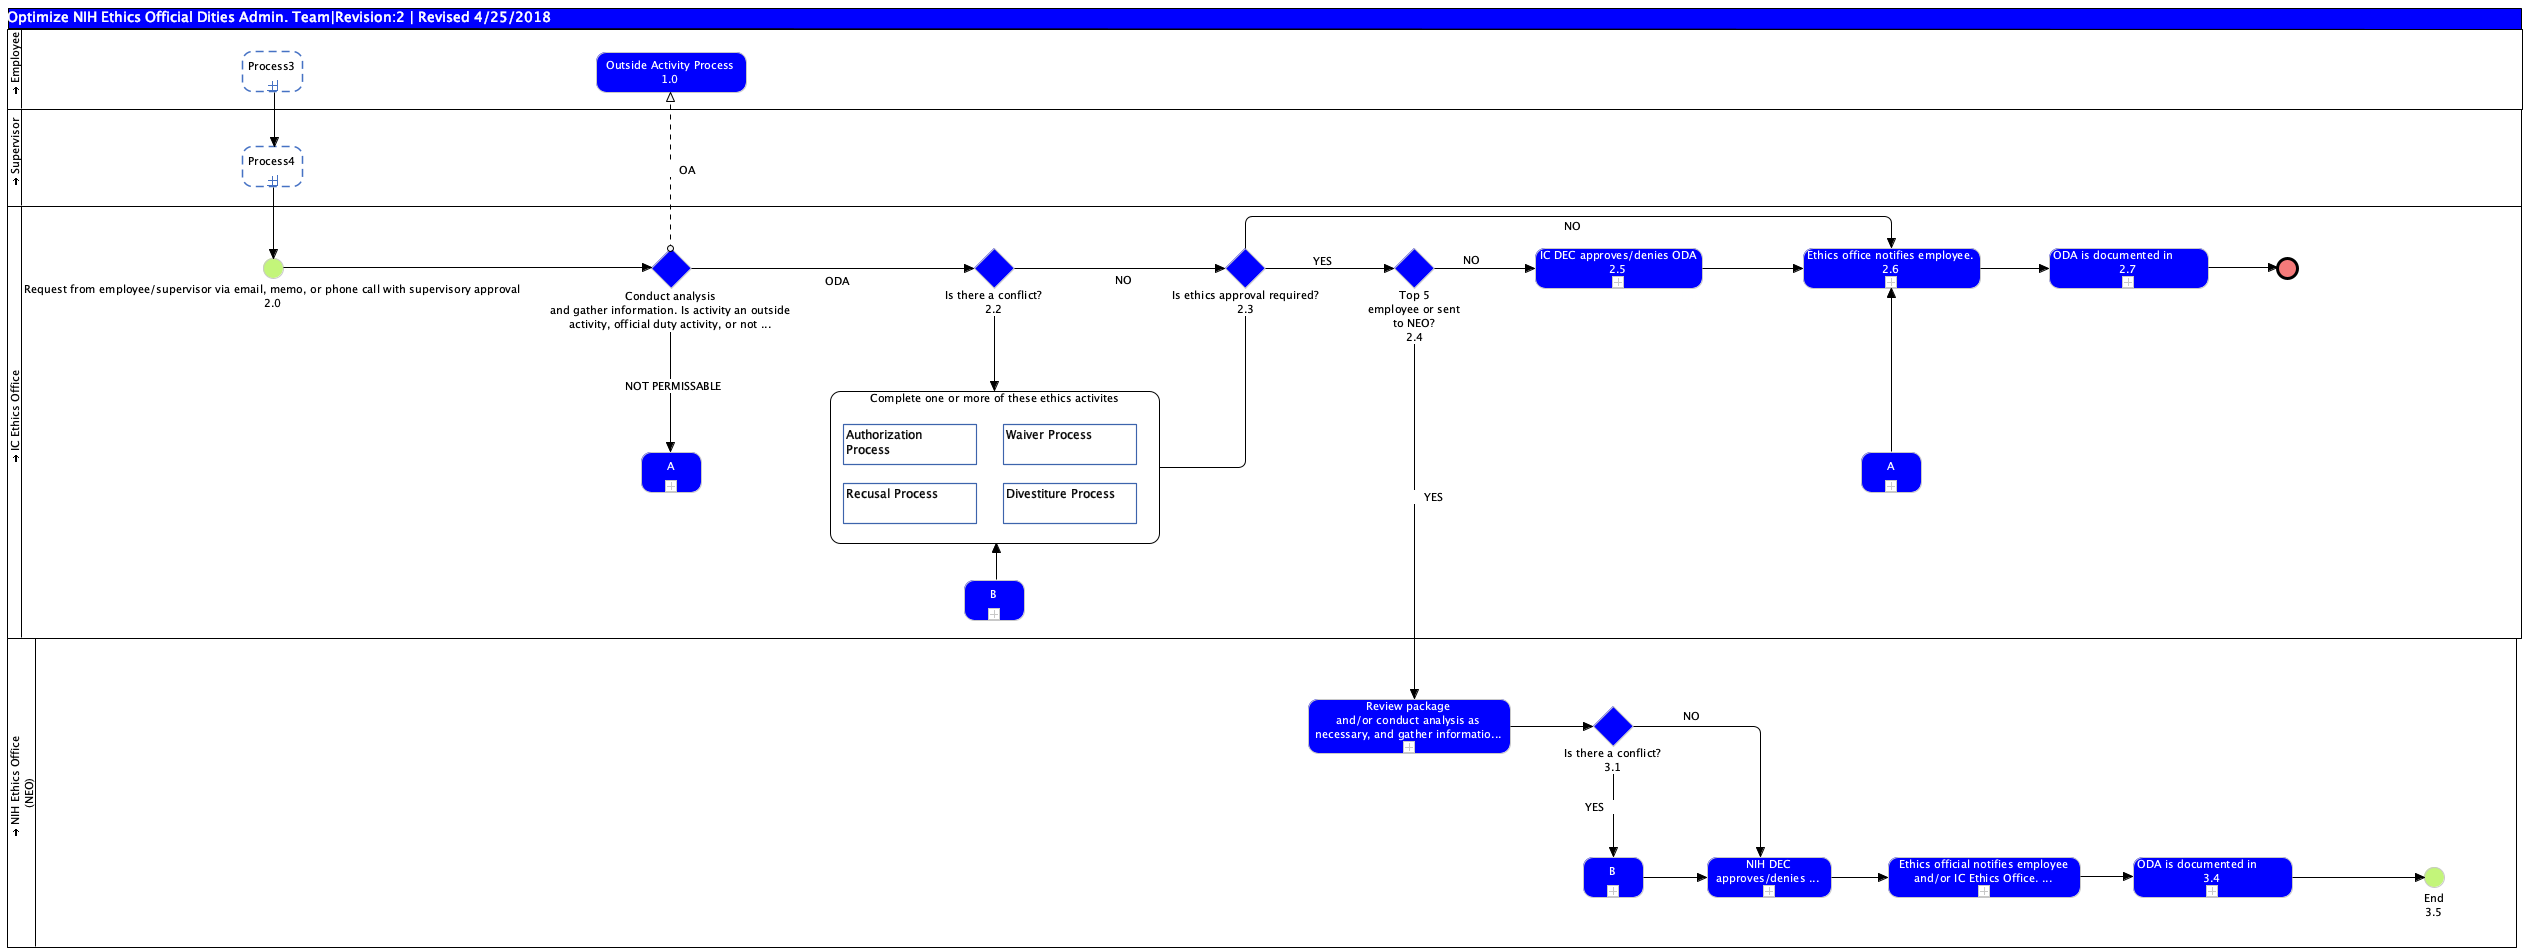 Optimize NIH Ethics Official Dities Admin. Team|Revision:2 | Revised 4/25/2018
Employee
Process3
Outside Activity Process
1.0
Supervisor
Process4
OA
IC Ethics Office
Request from employee/supervisor via email, memo, or phone call with supervisory approval
2.0
Conduct analysis
and gather information. Is activity an outside
activity, official duty activity, or not ...
ODA
NOT PERMISSABLE
A
Is there a conflict?
2.2
NO
Complete one or more of these ethics activites
Authorization
Process
Waiver Process
Recusal Process
Divestiture Process
B
Is ethics approval required?
2.3
YES
NO
Top 5
employee or sent
to NEO?
2.4
NO
YES
IC DEC approves/denies ODA
2.5
Ethics office notifies employee.
2.6
A
ODA is documented in
2.7
NIH Ethics Office
(NEO)
Review package
and/or conduct analysis as
necessary, and gather informatio...
Is there a conflict?
3.1
NO
YES
B
NIH DEC
approves/denies ...
Ethics official notifies employee
and/or IC Ethics Office. ...
ODA is documented in
3.4
End
3.5